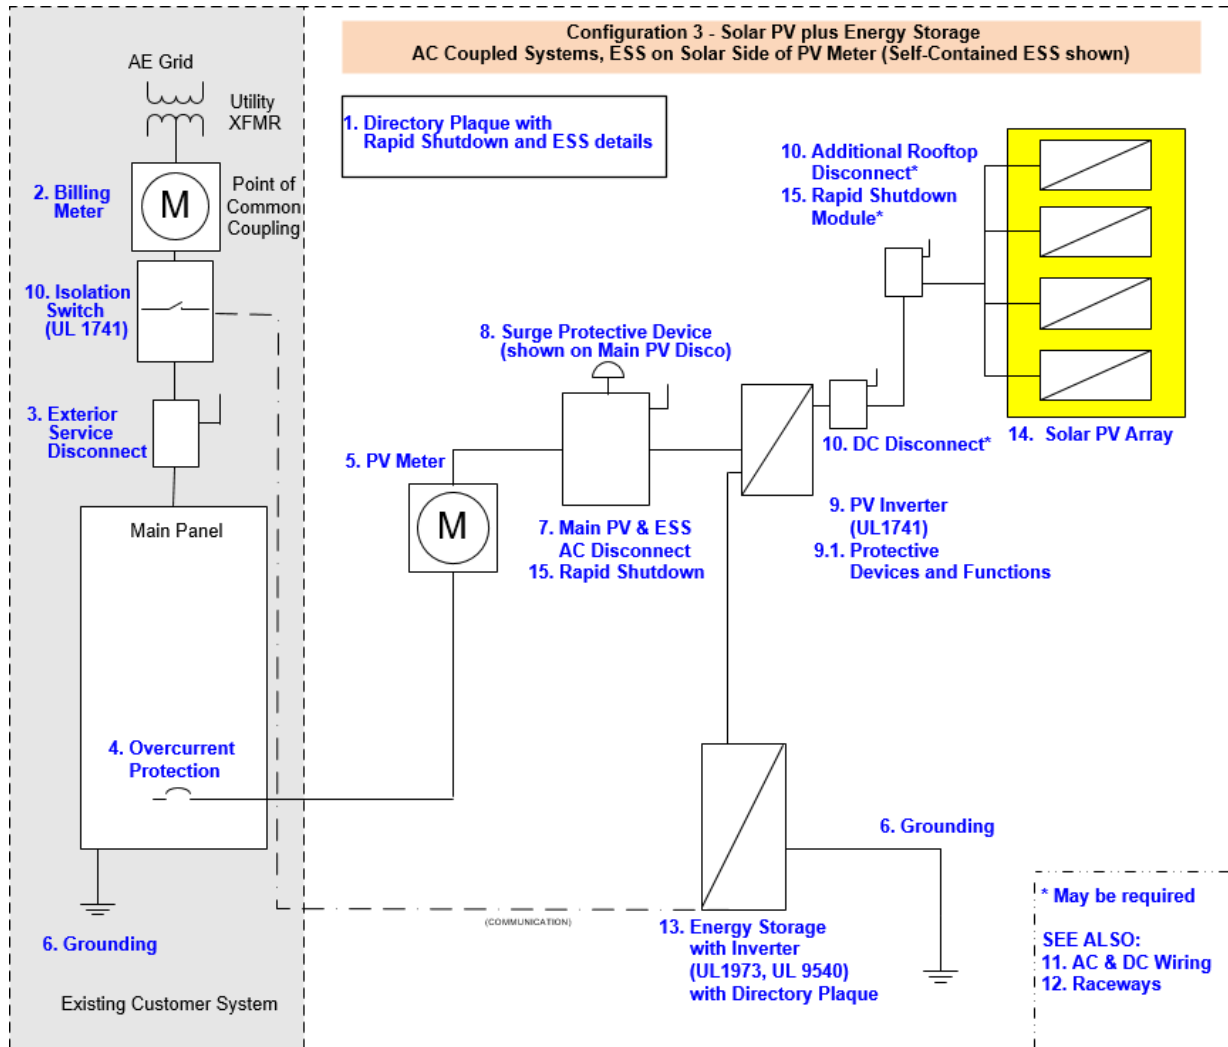 Configuration 3 - Solar PV plus Energy Storage
AC Coupled Systems, ESS on Solar Side of PV Meter (Self-Contained ESS shown)
AE Grid
Utility
XFMR
1. Directory Plaque with
Rapid Shutdown and ESS details
2. Billing
Meter
M
Point of
Common
Coupling
10. Isolation
Switch
(UL 1741)
3. Exterior
Service
Disconnect
Main Panel
4. Overcurrent
Protection
6. Grounding
Existing Customer System
5. PV Meter
M
8. Surge Protective Device
(shown on Main PV Disco)
7. Main PV & ESS
AC Disconnect
15. Rapid Shutdown
10. Additional Rooftop
Disconnect*
15. Rapid Shutdown
Module*
10. DC Disconnect*
14. Solar PV Array
9. PV Inverter
(UL1741)
9.1. Protective
Devices and Functions
6. Grounding
(COMMUNICATION)
13. Energy Storage
with Inverter
(UL1973, UL 9540)
with Directory Plaque
* May be required
SEE ALSO:
11. AC & DC Wiring
12. Raceways